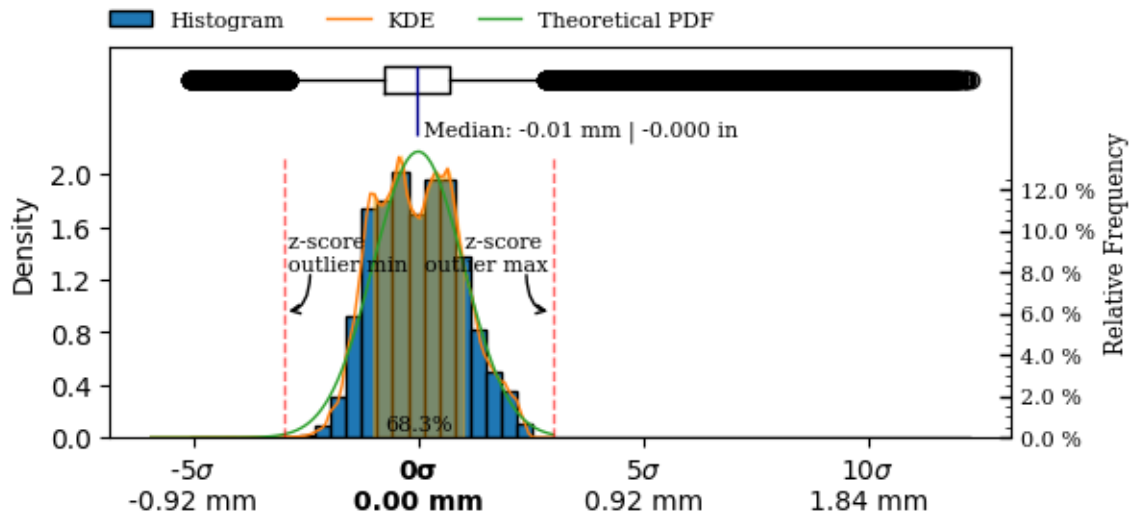 Histogram KDE Theoretical PDF
Median: -0.01 mm | -0.000 in
Density
2.0
1.6
1.2
0.8
0.4
0.0
z-score
outlier min
z-score
outlier max
68.3%
12.0 %
10.0 %
8.0 %
6.0 %
4.0 %
2.0 %
0.0 %
Relative Frequency
-5σ 0σ 5σ 10σ
-0.92 mm 0.00 mm 0.92 mm 1.84 mm